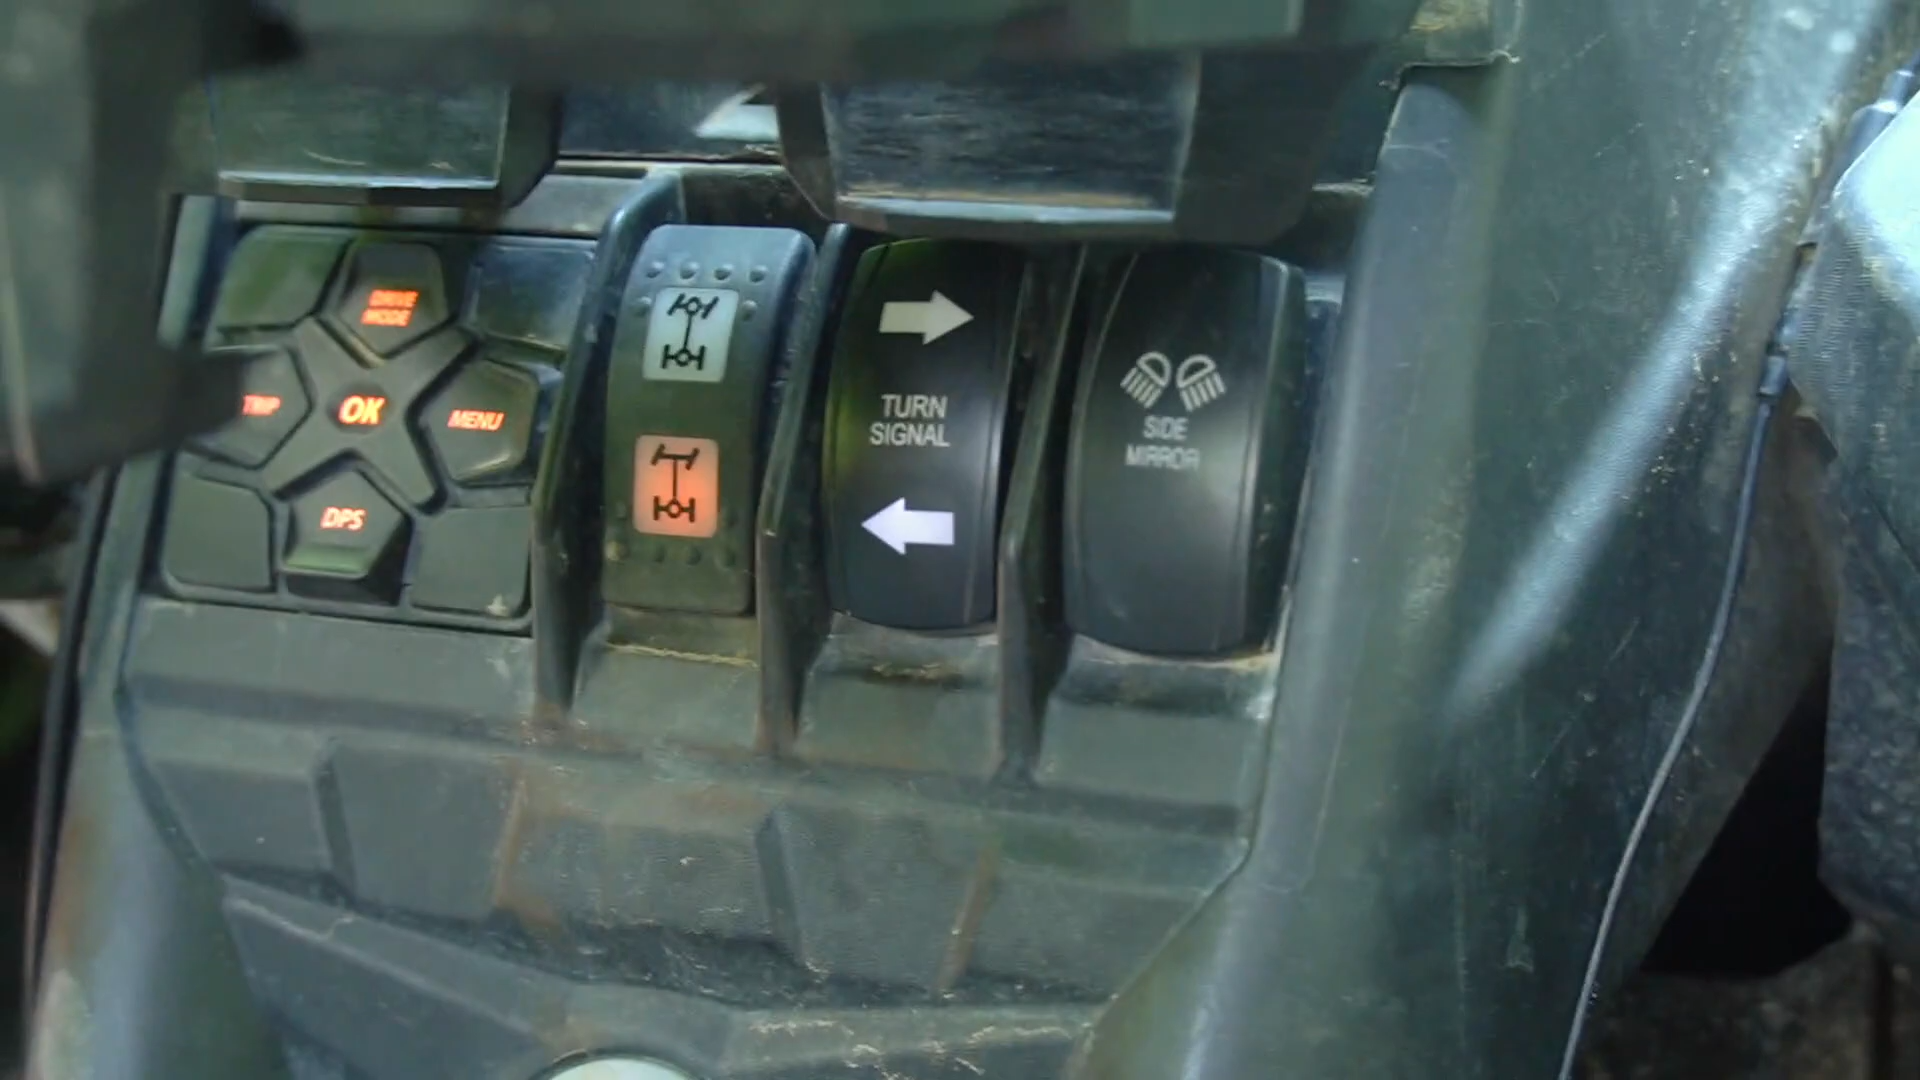 DRIVE
MODE
TRIP
OK
MENU
DPS
TURN
SIGNAL
SIDE
MIRROR